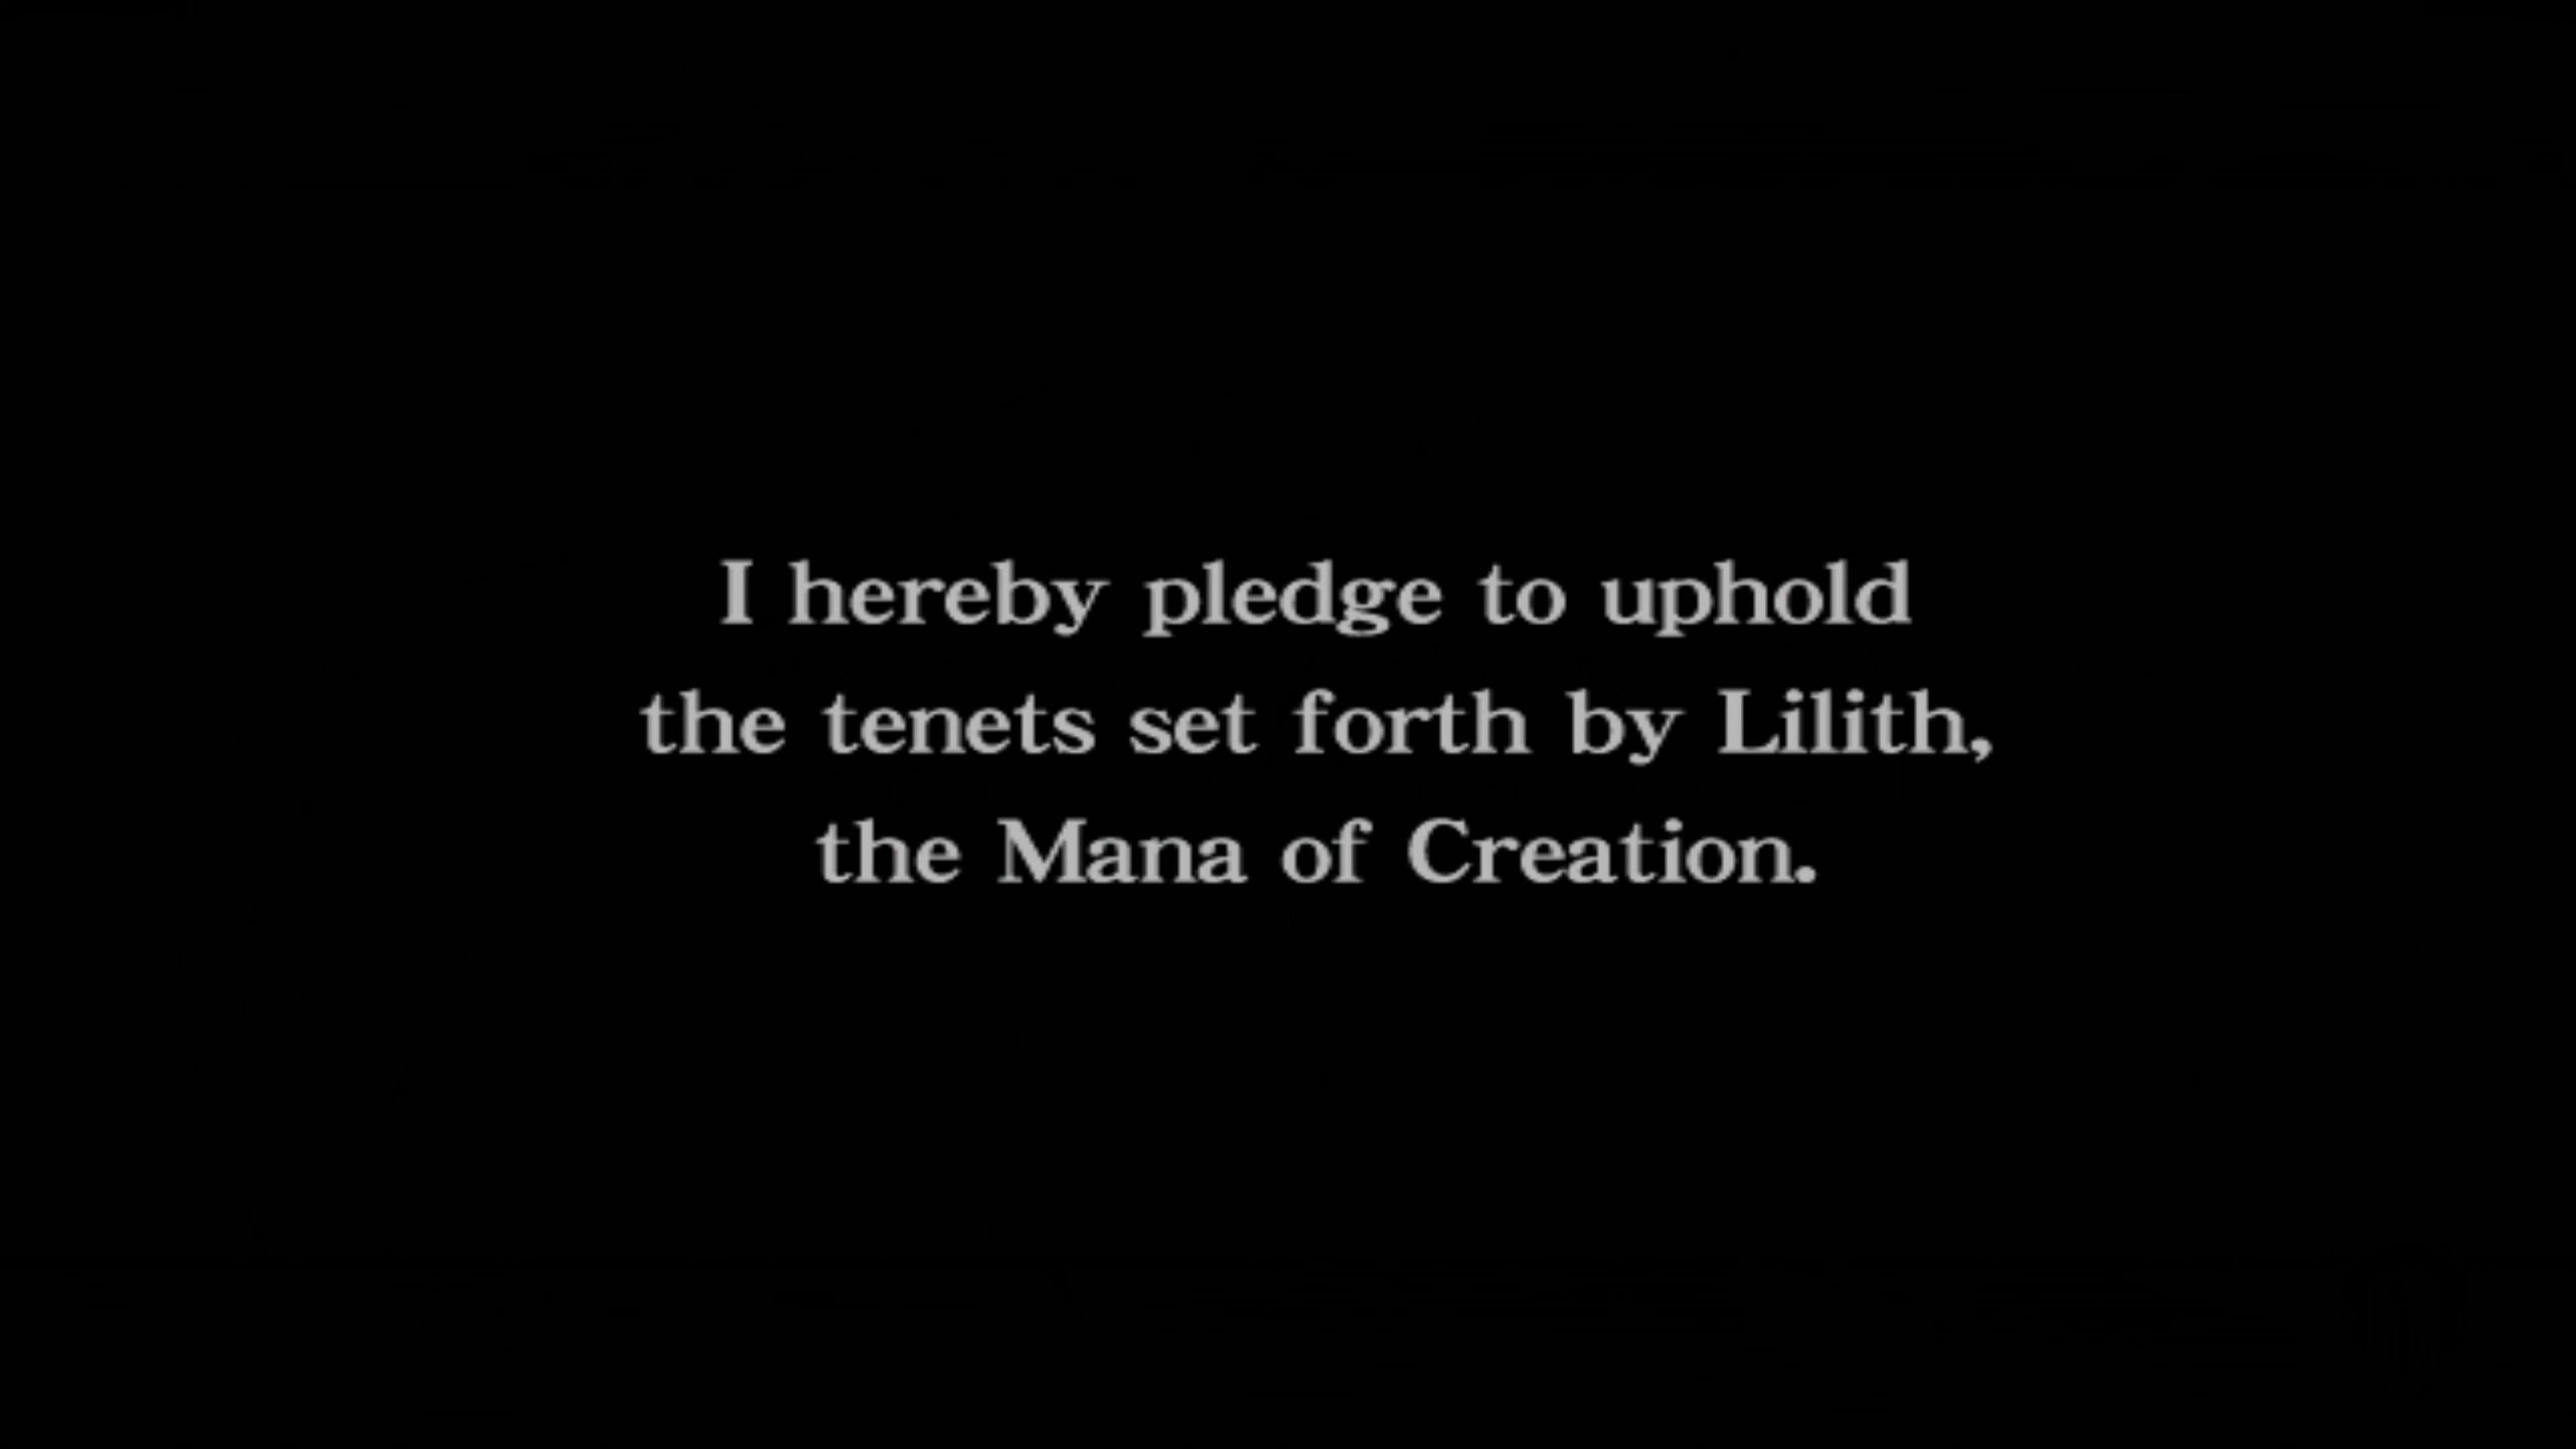 I hereby pledge to uphold
the tenets set forth by Lilith,
the Mana of Creation.